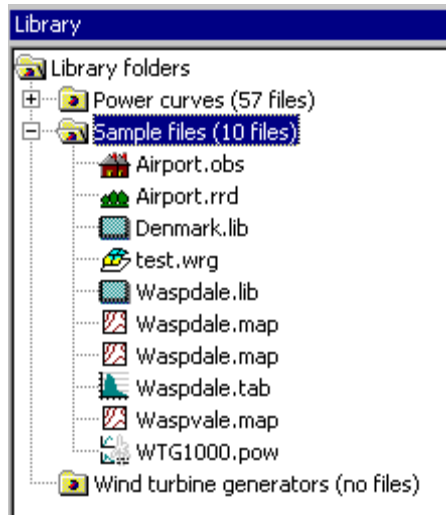 Library
Library folders
Power curves (57 files)
Sample files (10 files)
Airport.obs
Airport.rrd
Denmark.lib
test.wrg
Waspdale.lib
Waspdale.map
Waspdale.map
Waspdale.tab
Waspvale.map
WTG1000.pow
Wind turbine generators (no files)